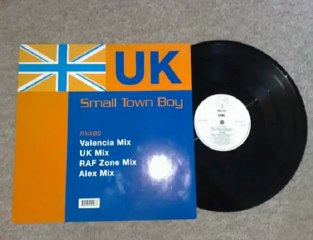 UK
Small Town Boy
mixes
Valencia Mix
UK Mix
RAF Zone Mix
Alex Mix